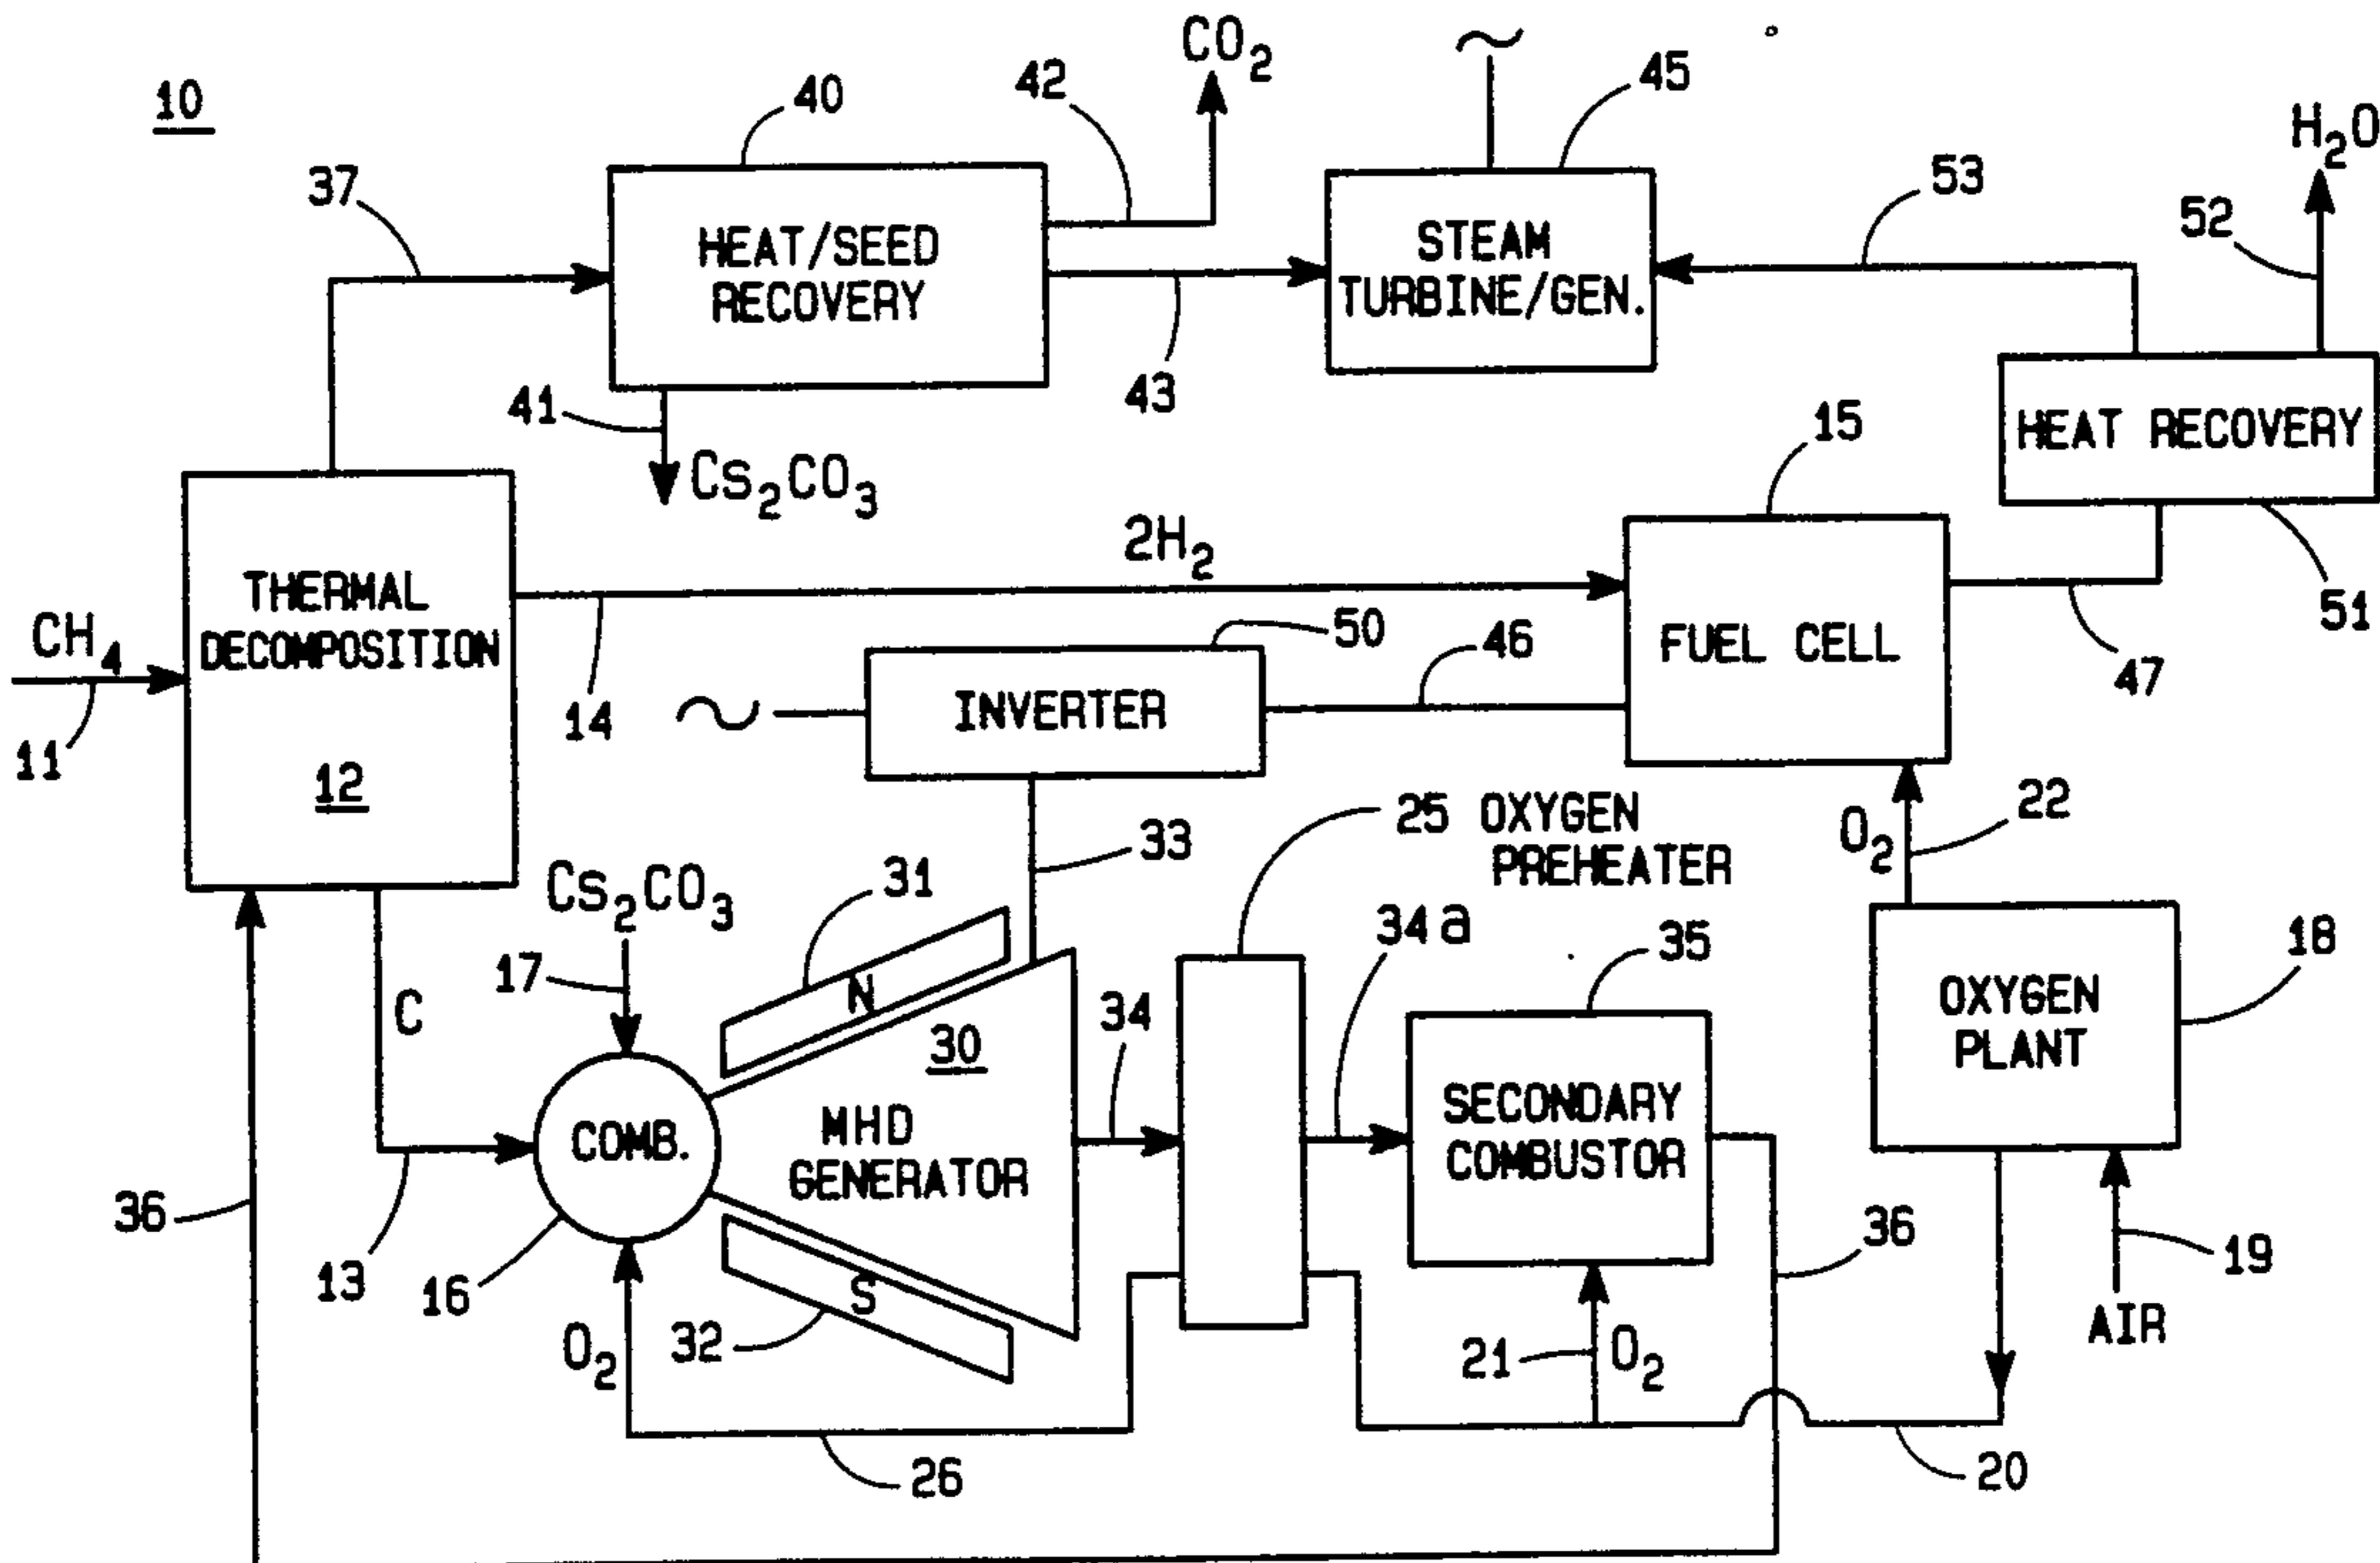 10
37
40
42
CO₂
45
53
H₂O
52
HEAT/SEED
RECOVERY
STEAM
TURBINE/GEN.
41
Cs₂CO₃
43
15
HEAT RECOVERY
51
CH₄
11
THERMAL
DECOMPOSITION
12
2H₂
14
50
46
INVERTER
FUEL CELL
47
33
25 OXYGEN
PREHEATER
O₂
22
Cs₂CO₃
17
31
N
34
34a
35
18
C
30
OXYGEN
PLANT
COMB.
MHD
GENERATOR
SECONDARY
COMBUSTOR
36
13
16
S
32
O₂
21
O₂
36
19
AIR
26
20